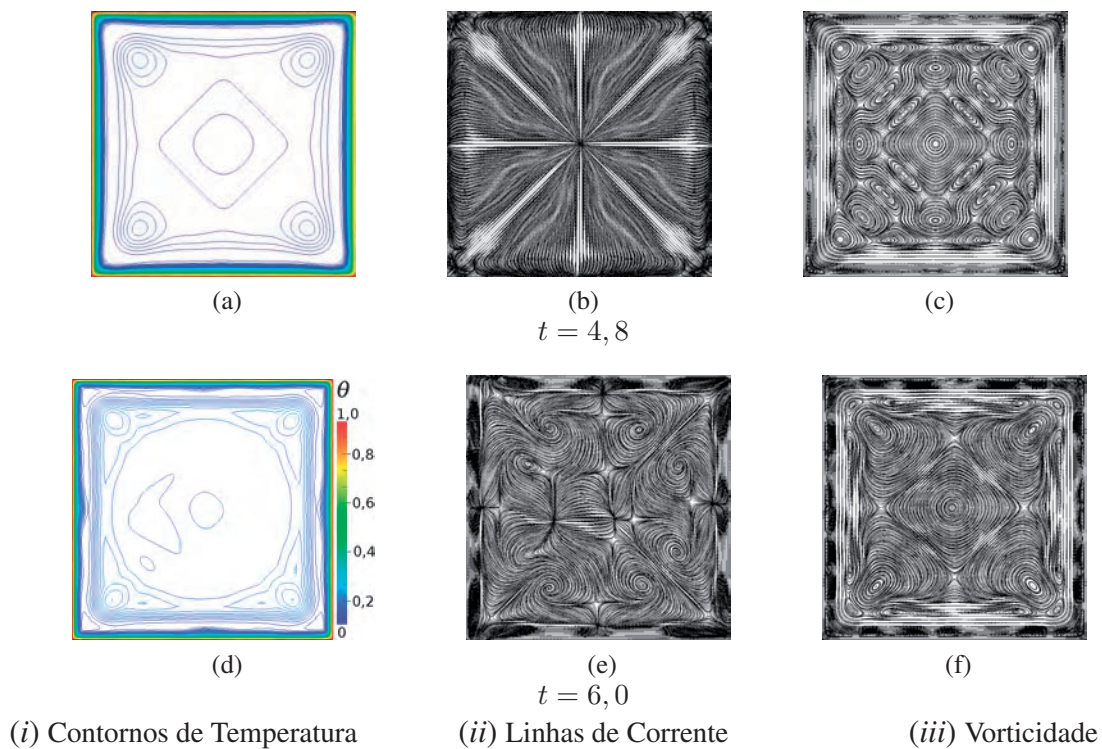 (a)
(b)
(c)
t = 4, 8
θ
1,0
0,8
0,6
0,4
0,2
0
(d)
(e)
(f)
t = 6, 0
(i) Contornos de Temperatura
(ii) Linhas de Corrente
(iii) Vorticidade